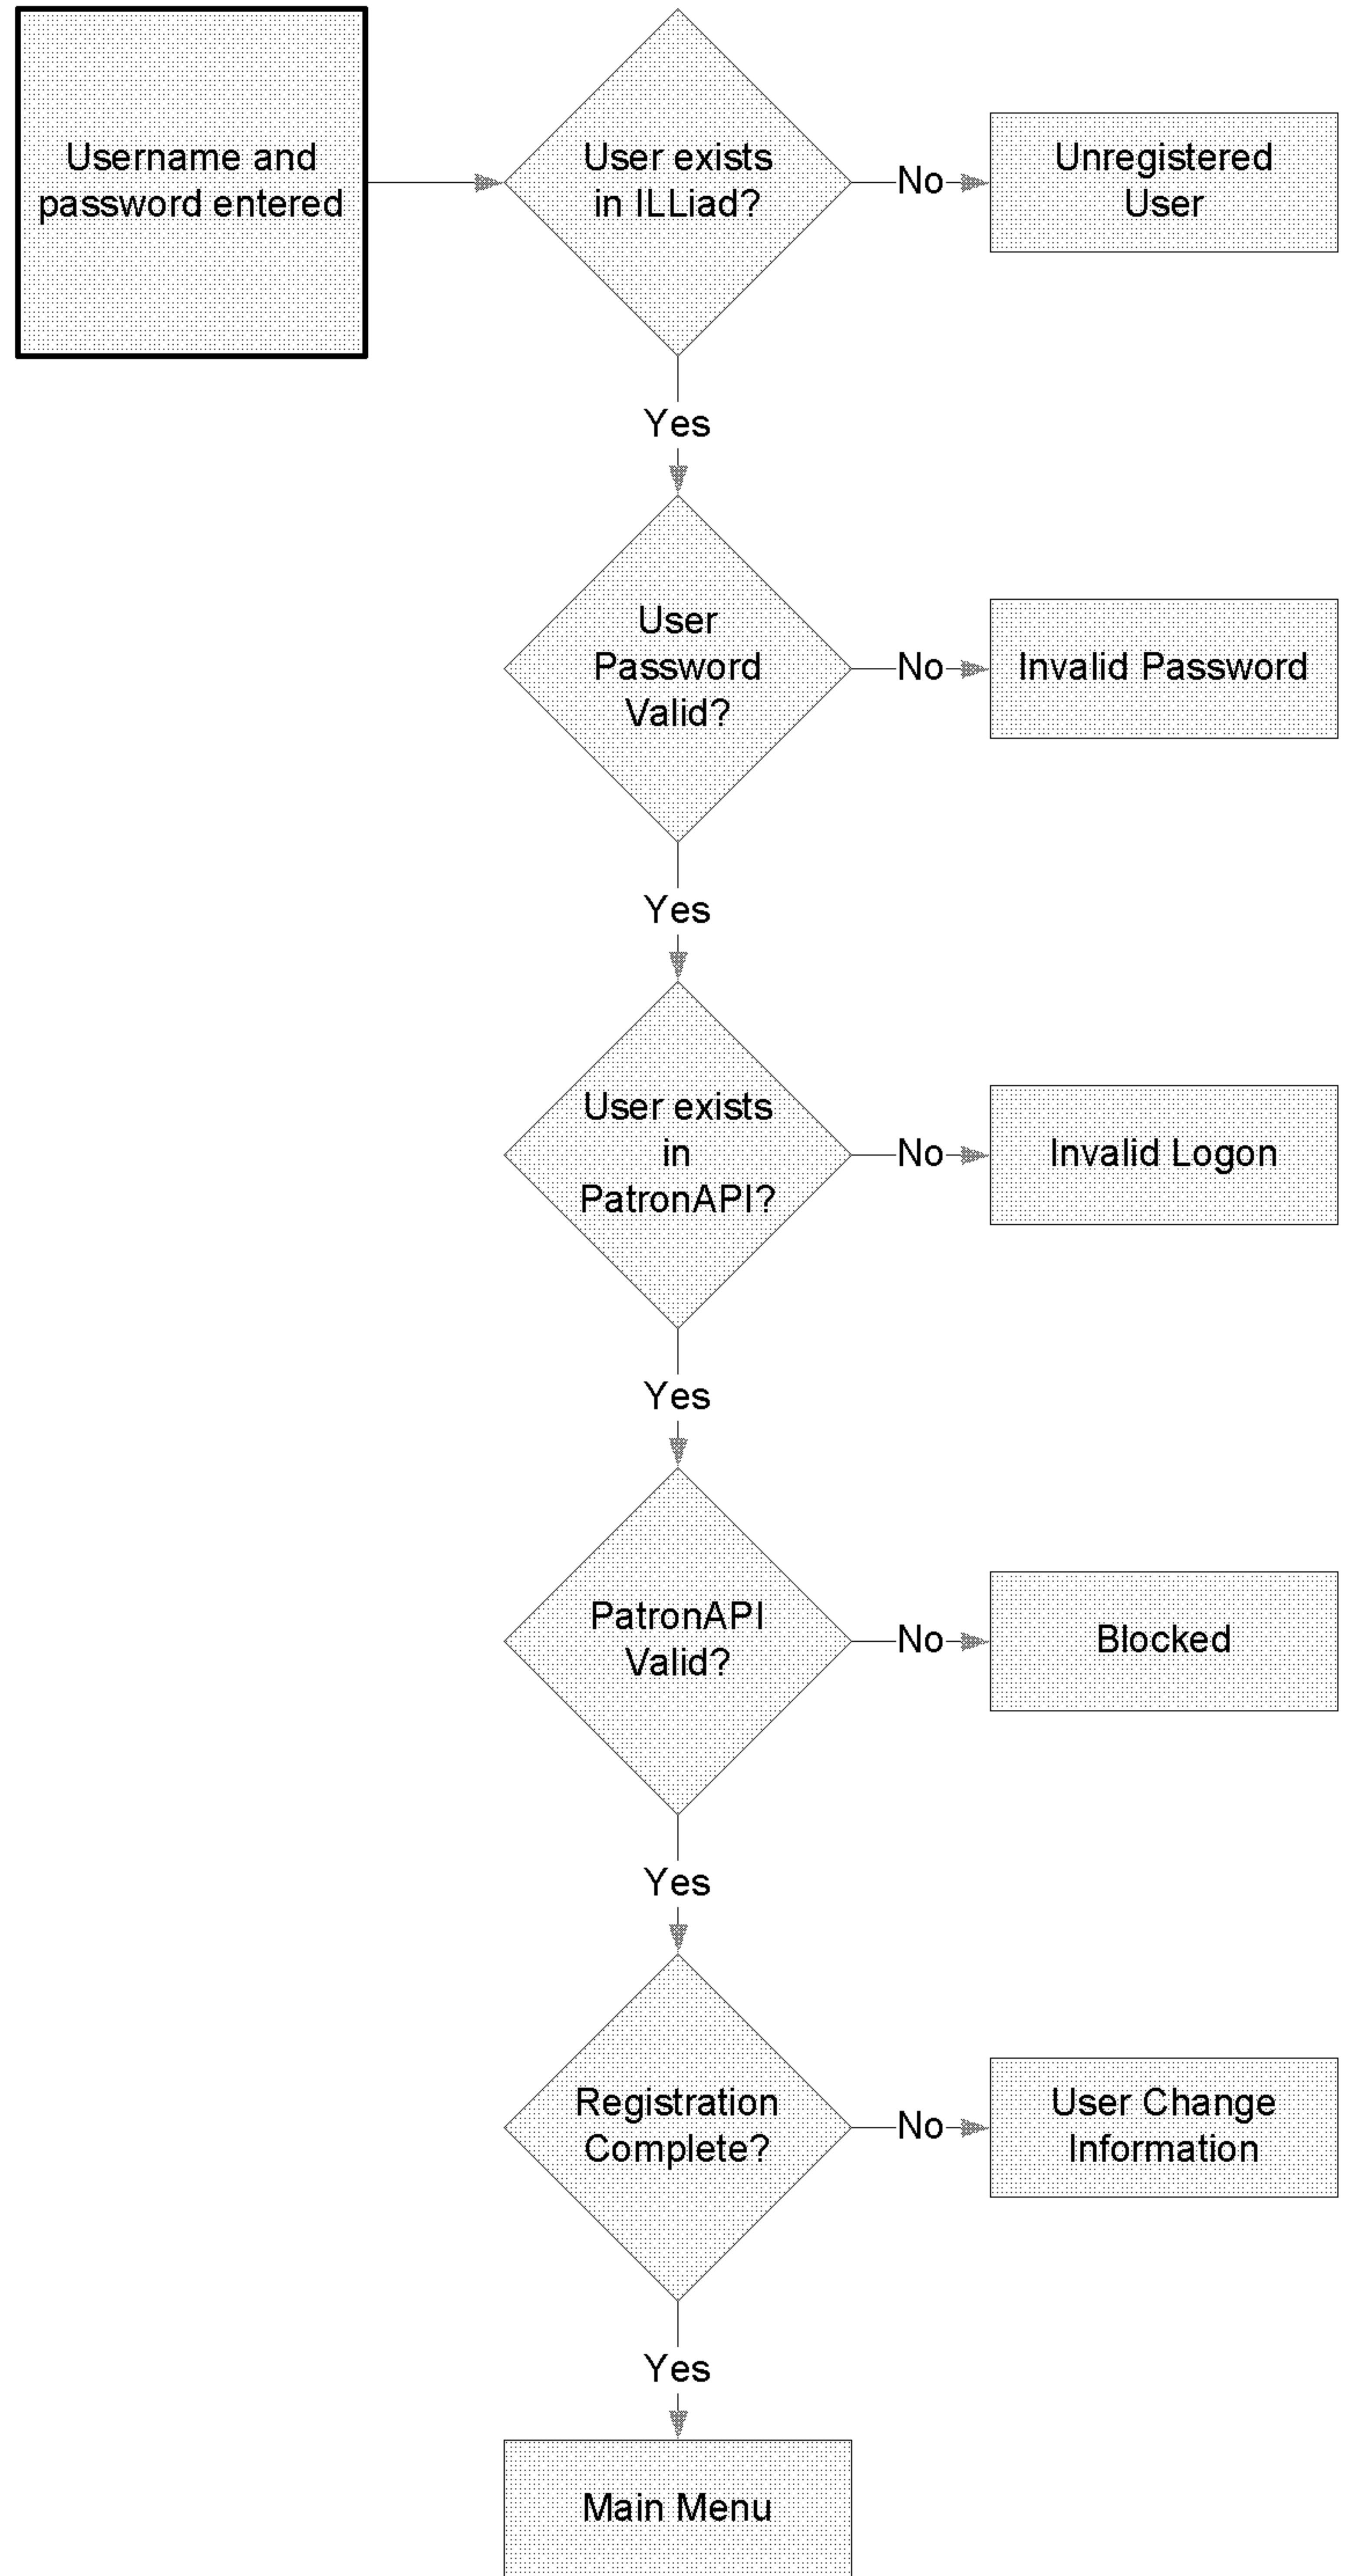 Username and
password entered
User exists
in ILLiad?
No
Unregistered
User
Yes
User
Password
Valid?
No
Invalid Password
Yes
User exists
in
PatronAPI?
No
Invalid Logon
Yes
PatronAPI
Valid?
No
Blocked
Yes
Registration
Complete?
No
User Change
Information
Yes
Main Menu